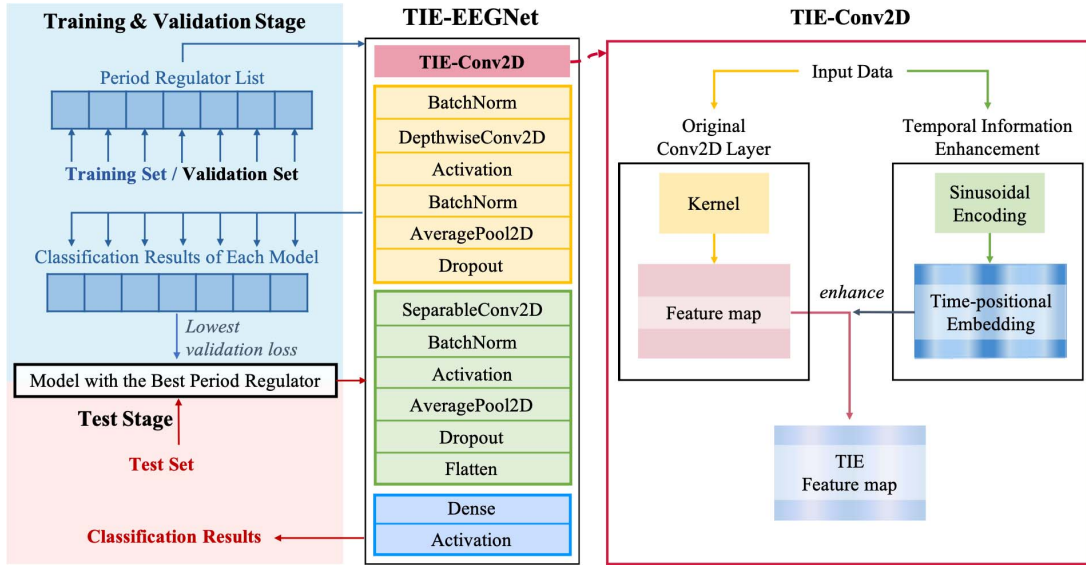 Training & Validation Stage
Period Regulator List
Training Set / Validation Set
Classification Results of Each Model
Lowest
validation loss
Model with the Best Period Regulator
Test Stage
Test Set
Classification Results
TIE-EEGNet
TIE-Conv2D
BatchNorm
DepthwiseConv2D
Activation
BatchNorm
AveragePool2D
Dropout
SeparableConv2D
BatchNorm
Activation
AveragePool2D
Dropout
Flatten
Dense
Activation
TIE-Conv2D
Input Data
Original
Conv2D Layer
Kernel
Feature map
Temporal Information
Enhancement
Sinusoidal
Encoding
Time-positional
Embedding
enhance
TIE
Feature map